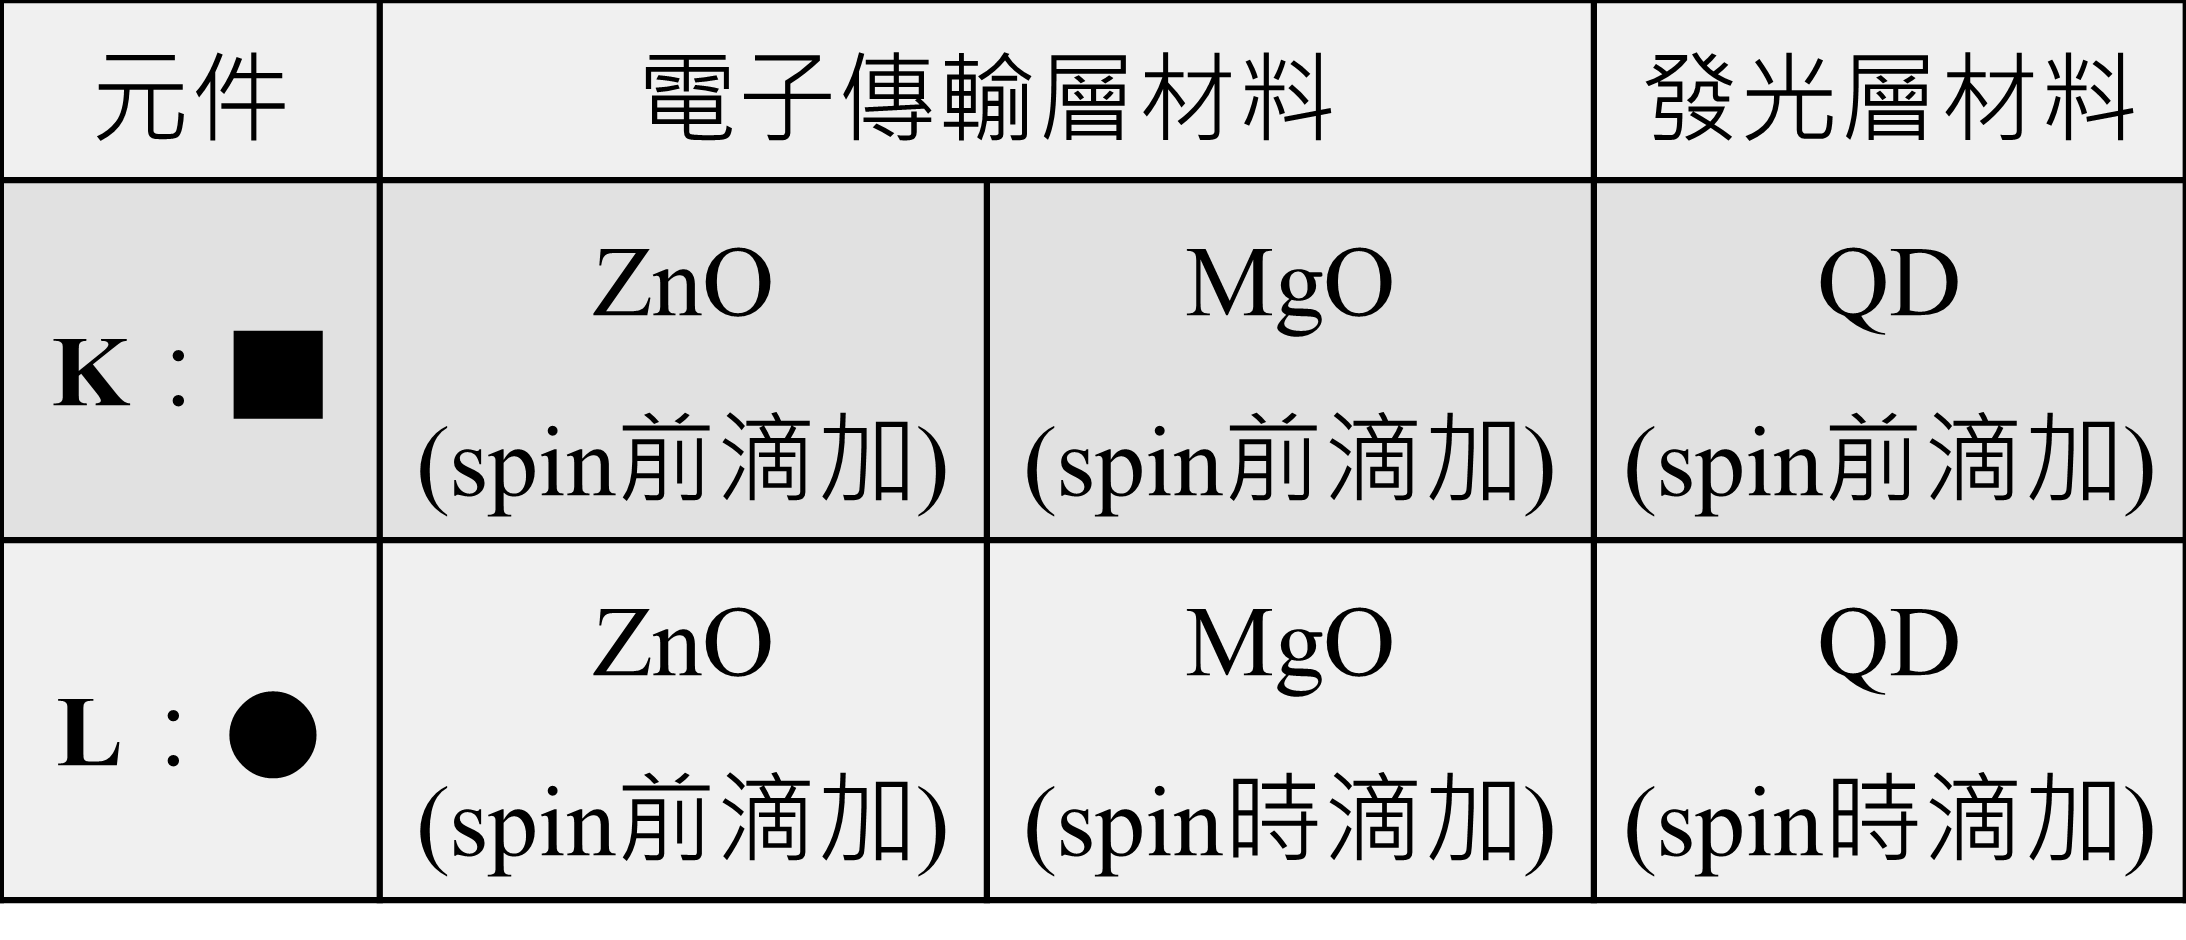 元件 電子傳輸層材料 發光層材料
K：■ ZnO MgO QD
(spin前滴加) (spin前滴加) (spin前滴加)
L：● ZnO MgO QD
(spin前滴加) (spin時滴加) (spin時滴加)